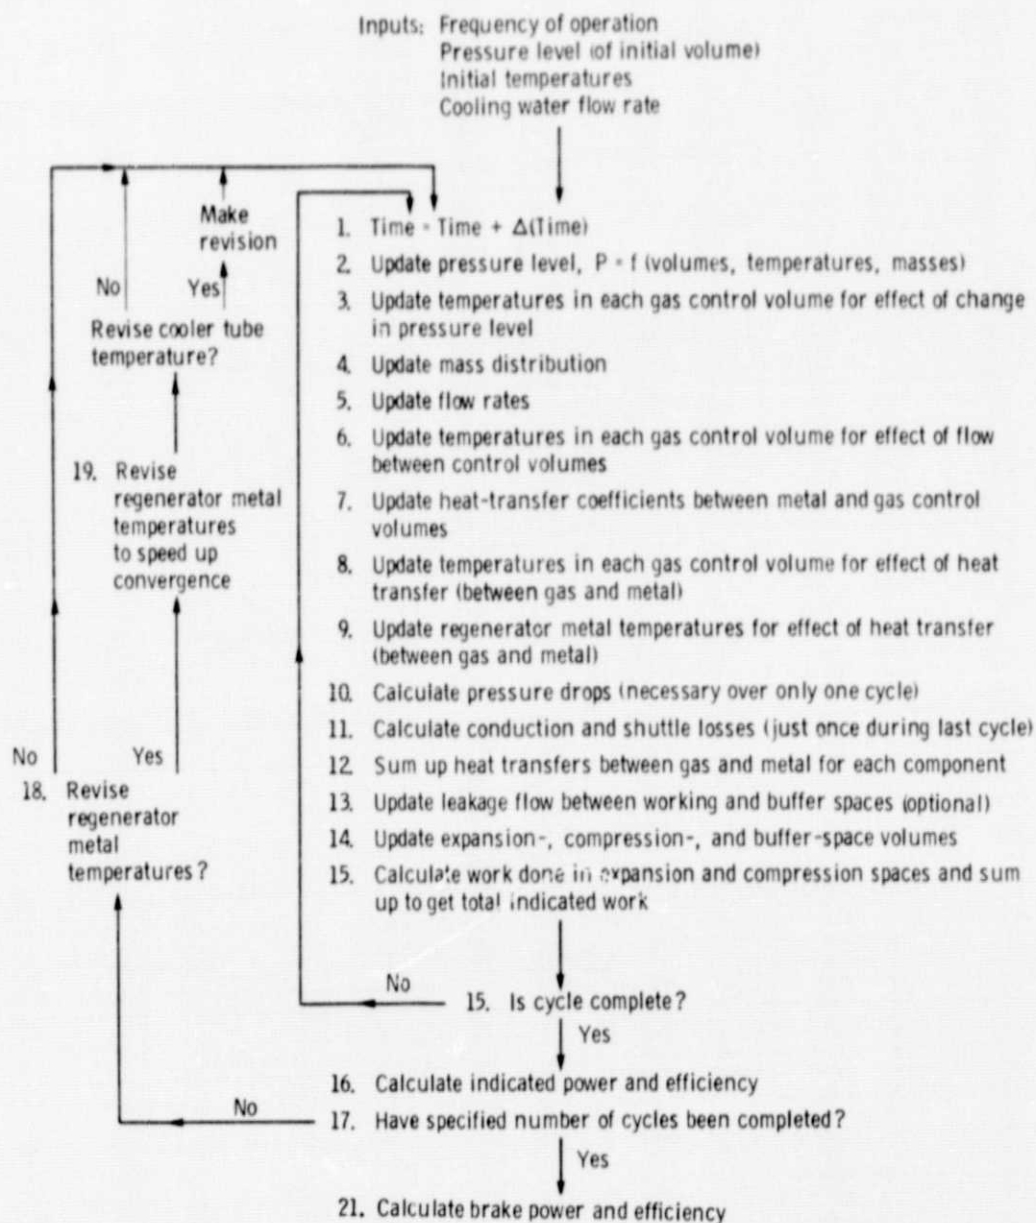 Inputs: Frequency of operation
Pressure level (of initial volume)
Initial temperatures
Cooling water flow rate
Make
revision
No
Yes
Revise cooler tube
temperature?
19. Revise
regenerator metal
temperatures
to speed up
convergence
No
Yes
18. Revise
regenerator
metal
temperatures?
1. Time = Time + Δ(Time)
2. Update pressure level, P = f (volumes, temperatures, masses)
3. Update temperatures in each gas control volume for effect of change
in pressure level
4. Update mass distribution
5. Update flow rates
6. Update temperatures in each gas control volume for effect of flow
between control volumes
7. Update heat-transfer coefficients between metal and gas control
volumes
8. Update temperatures in each gas control volume for effect of heat
transfer (between gas and metal)
9. Update regenerator metal temperatures for effect of heat transfer
(between gas and metal)
10. Calculate pressure drops (necessary over only one cycle)
11. Calculate conduction and shuttle losses (just once during last cycle)
12. Sum up heat transfers between gas and metal for each component
13. Update leakage flow between working and buffer spaces (optional)
14. Update expansion-, compression-, and buffer-space volumes
15. Calculate work done in expansion and compression spaces and sum
up to get total indicated work
No
15. Is cycle complete?
Yes
16. Calculate indicated power and efficiency
No
17. Have specified number of cycles been completed?
Yes
21. Calculate brake power and efficiency